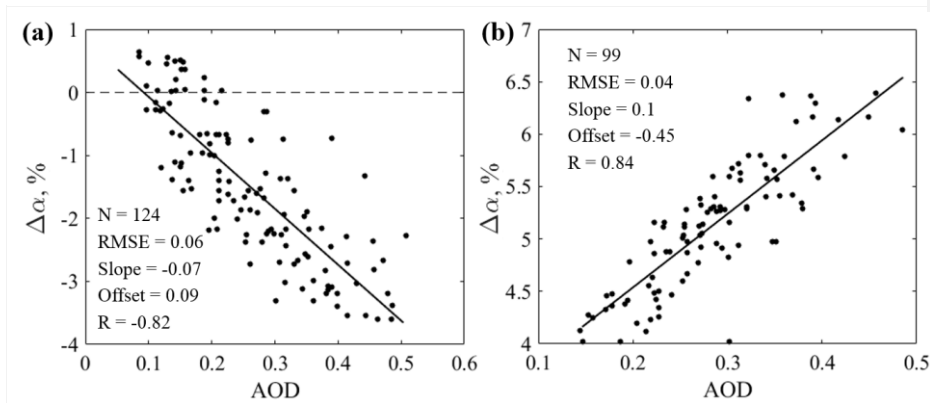 (a)
1
0
-1
-2
-3
-4
Δα, %
N = 124
RMSE = 0.06
Slope = -0.07
Offset = 0.09
R = -0.82
0
0.1
0.2
0.3
0.4
0.5
0.6
AOD
(b)
7
6.5
6
5.5
5
4.5
4
Δα, %
N = 99
RMSE = 0.04
Slope = 0.1
Offset = -0.45
R = 0.84
0.1
0.2
0.3
0.4
0.5
AOD